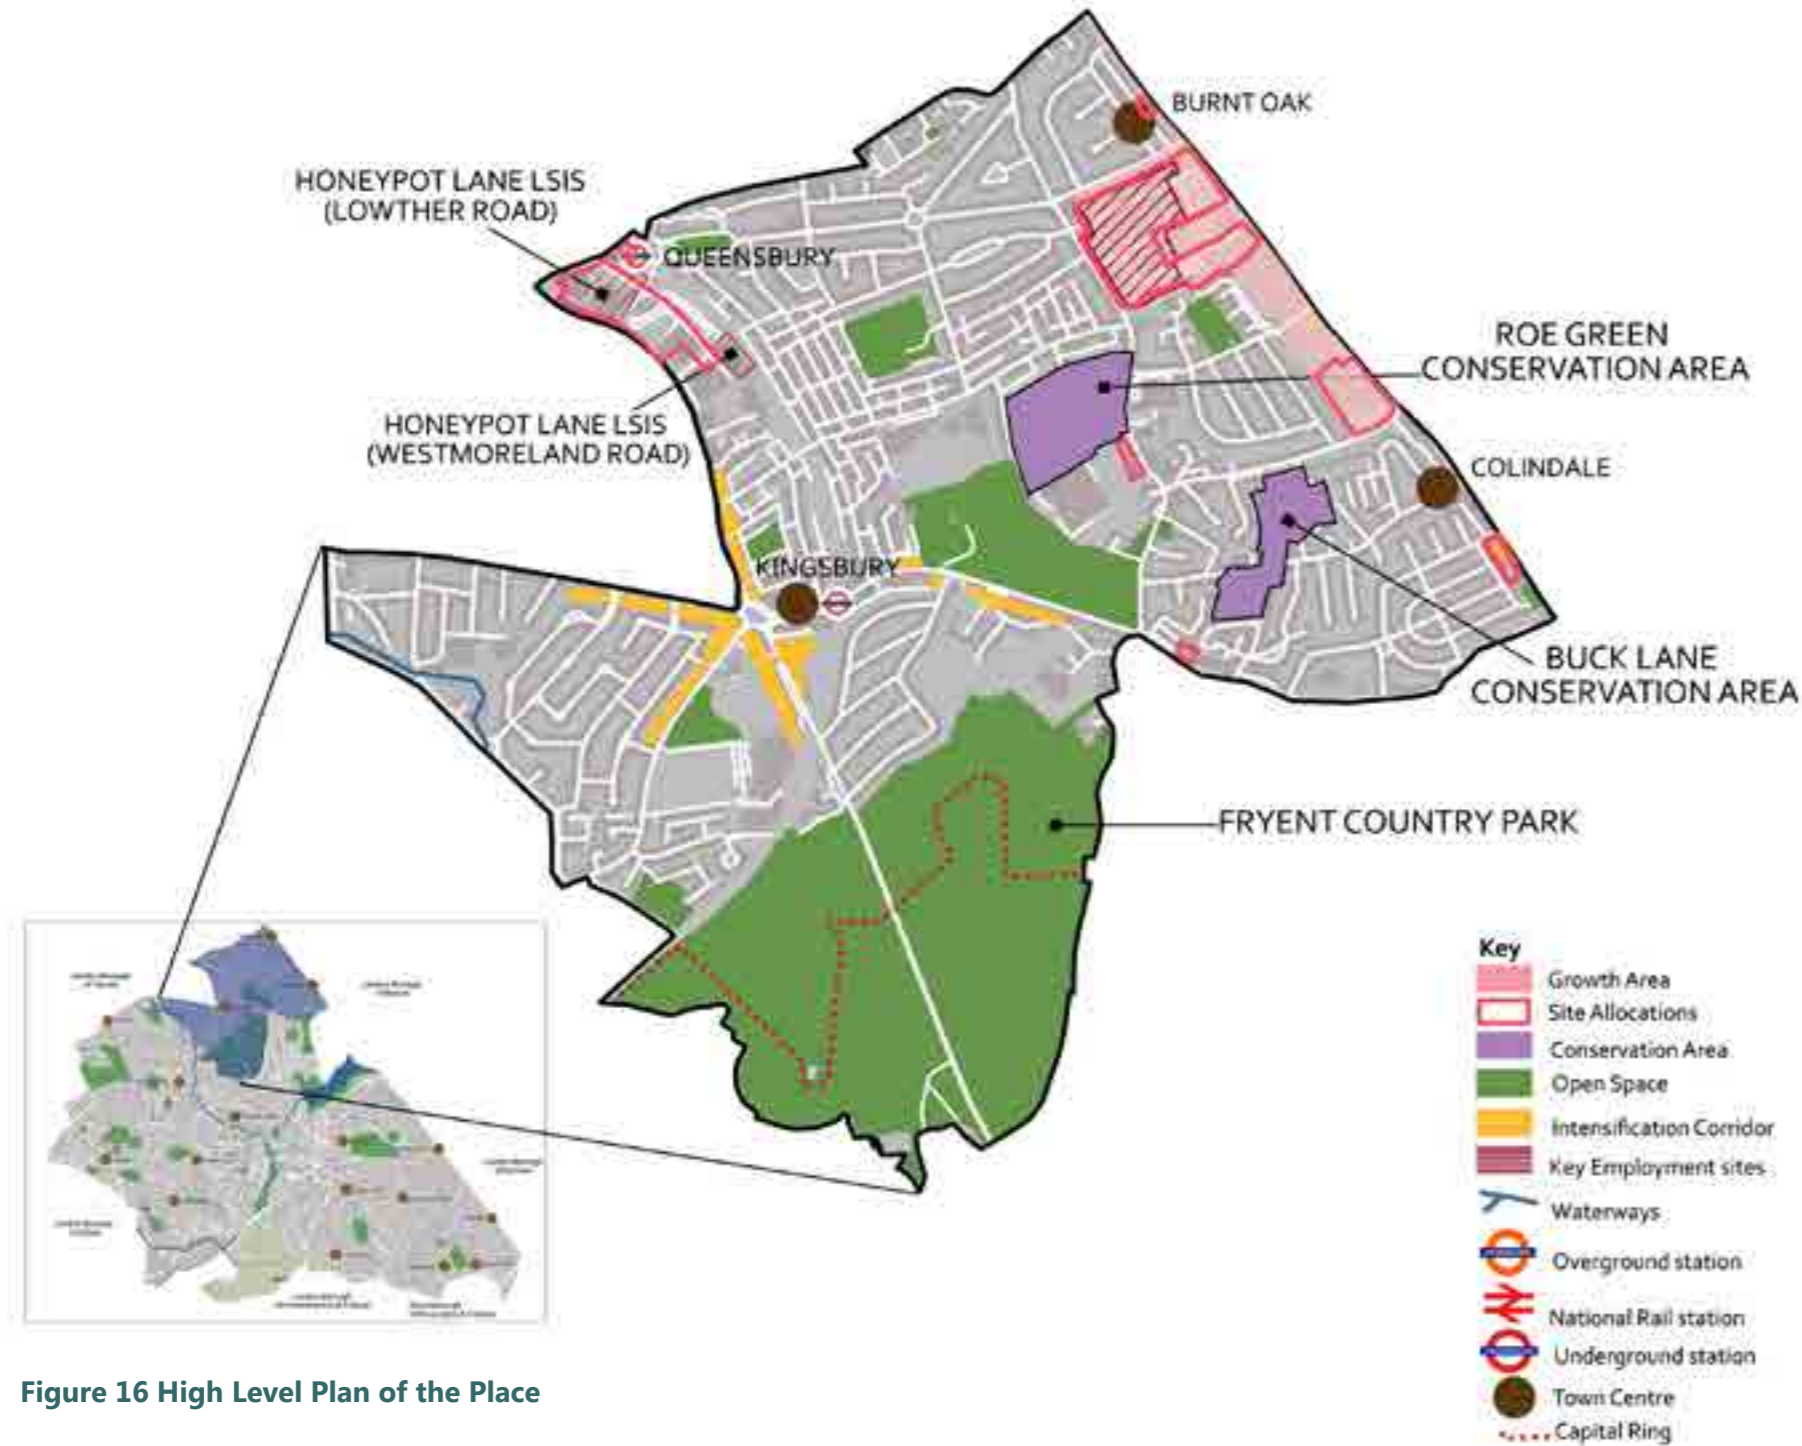 BURNT OAK
HONEYPOT LANE LSIS
(LOWTHER ROAD)
QUEENSBURY
ROE GREEN
CONSERVATION AREA
HONEYPOT LANE LSIS
(WESTMORELAND ROAD)
COLINDALE
KINGSBURY
BUCK LANE
CONSERVATION AREA
FRYENT COUNTRY PARK
Key
Growth Area
Site Allocations
Conservation Area
Open Space
Intensification Corridor
Key Employment sites
Waterways
Overground station
National Rail station
Underground station
Town Centre
Capital Ring
Figure 16 High Level Plan of the Place